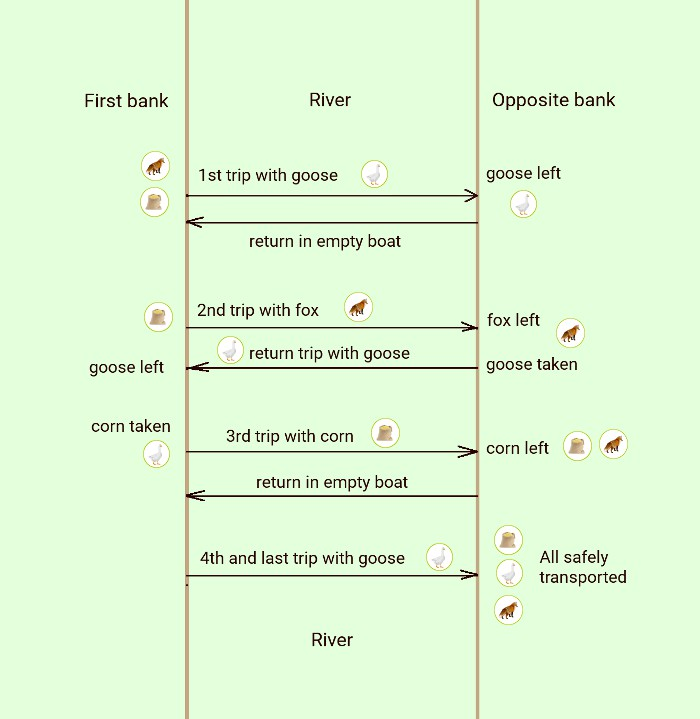 First bank
River
Opposite bank
1st trip with goose
goose left
return in empty boat
2nd trip with fox
fox left
return trip with goose
goose left
goose taken
corn taken
3rd trip with corn
corn left
return in empty boat
4th and last trip with goose
All safely
transported
River